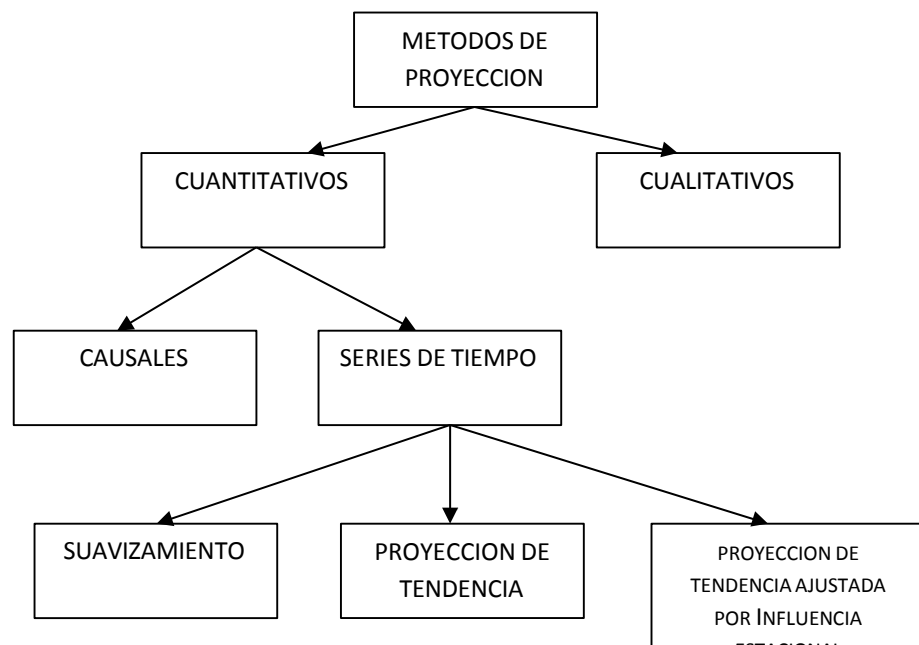 METODOS DE
PROYECCION
CUANTITATIVOS
CUALITATIVOS
CAUSALES
SERIES DE TIEMPO
SUAVIZAMIENTO
PROYECCION DE
TENDENCIA
PROYECCION DE
TENDENCIA AJUSTADA
POR INFLUENCIA